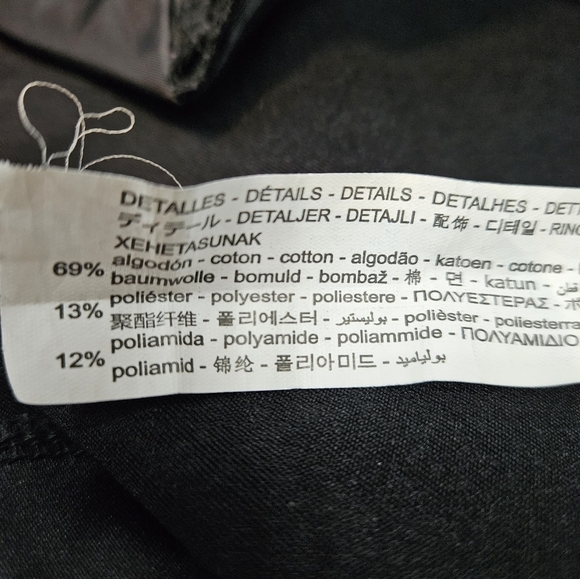 DETALLES - DÉTAILS - DETAILS - DETALHES -
ディテール - DETALJER - DETAJLI - 配饰 - 디테일 -
XEHETASUNAK
69% algodón - coton - cotton - algodão - katoen - cotone -
baumwolle - bomuld - bombaž - 棉 - 면 - katun - قطن
13% poliéster - polyester - poliestere - ΠΟΛΥΕΣΤΕΡΑΣ -
聚酯纤维 - 폴리에스터 - بوليستير - polièster - poliesterra
12% poliamida - polyamide - poliammide - ΠΟΛΥΑΜΙΔΙΟ
poliamid - 锦纶 - 폴리아미드 - بولياميد